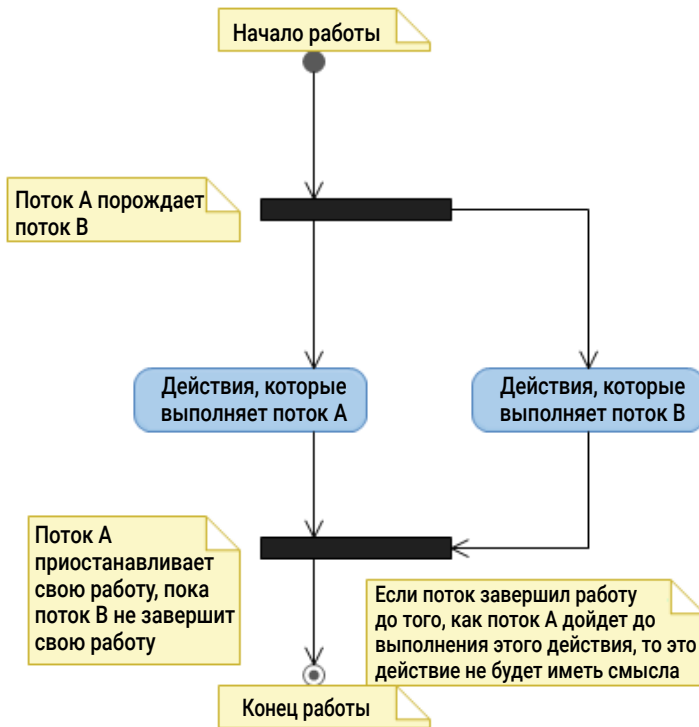 Начало работы
Поток A порождает
поток B
Действия, которые
выполняет поток A
Действия, которые
выполняет поток B
Поток A
приостанавливает
свою работу, пока
поток B не завершит
свою работу
Если поток завершил работу
до того, как поток A дойдет до
выполнения этого действия, то это
действие не будет иметь смысла
Конец работы